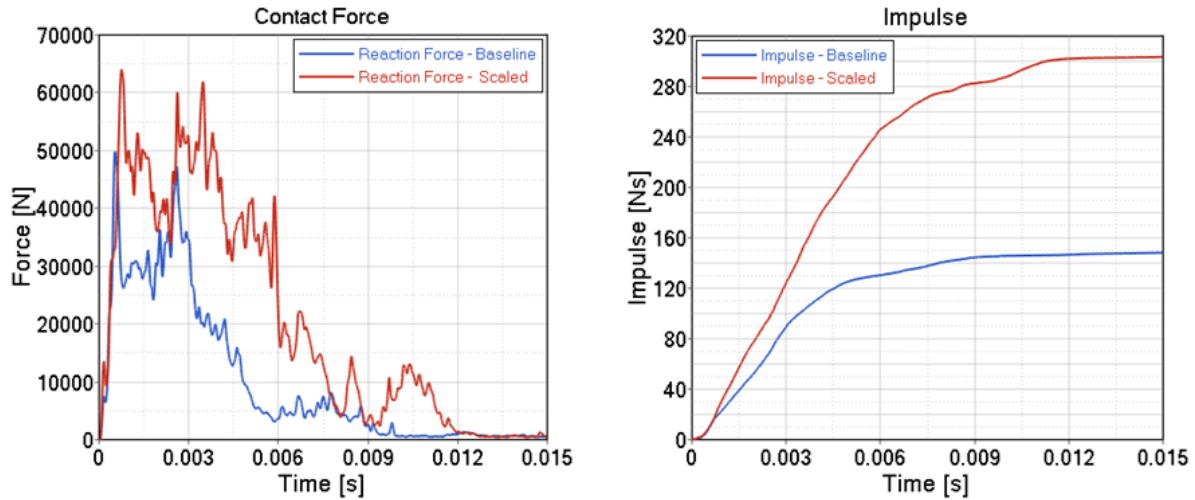 Contact Force
70000
60000
50000
40000
30000
20000
10000
0
Force [N]
Reaction Force - Baseline
Reaction Force - Scaled
0 0.003 0.006 0.009 0.012 0.015
Time [s]
Impulse
320
280
240
200
160
120
80
40
0
Impulse [Ns]
Impulse - Baseline
Impulse - Scaled
0 0.003 0.006 0.009 0.012 0.015
Time [s]